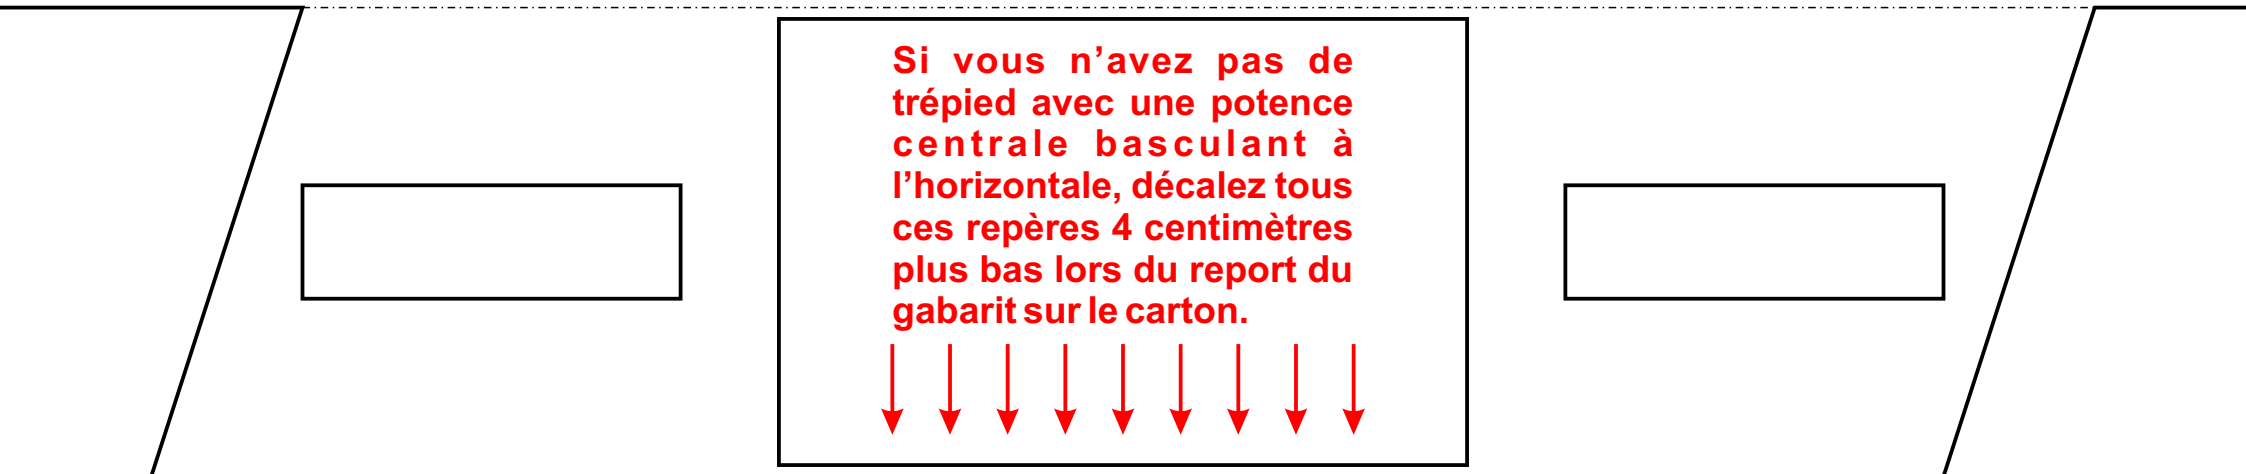 Si vous n’avez pas de
trépied avec une potence
centrale basculant à
l’horizontale, décalez tous
ces repères 4 centimètres
plus bas lors du report du
gabarit sur le carton.